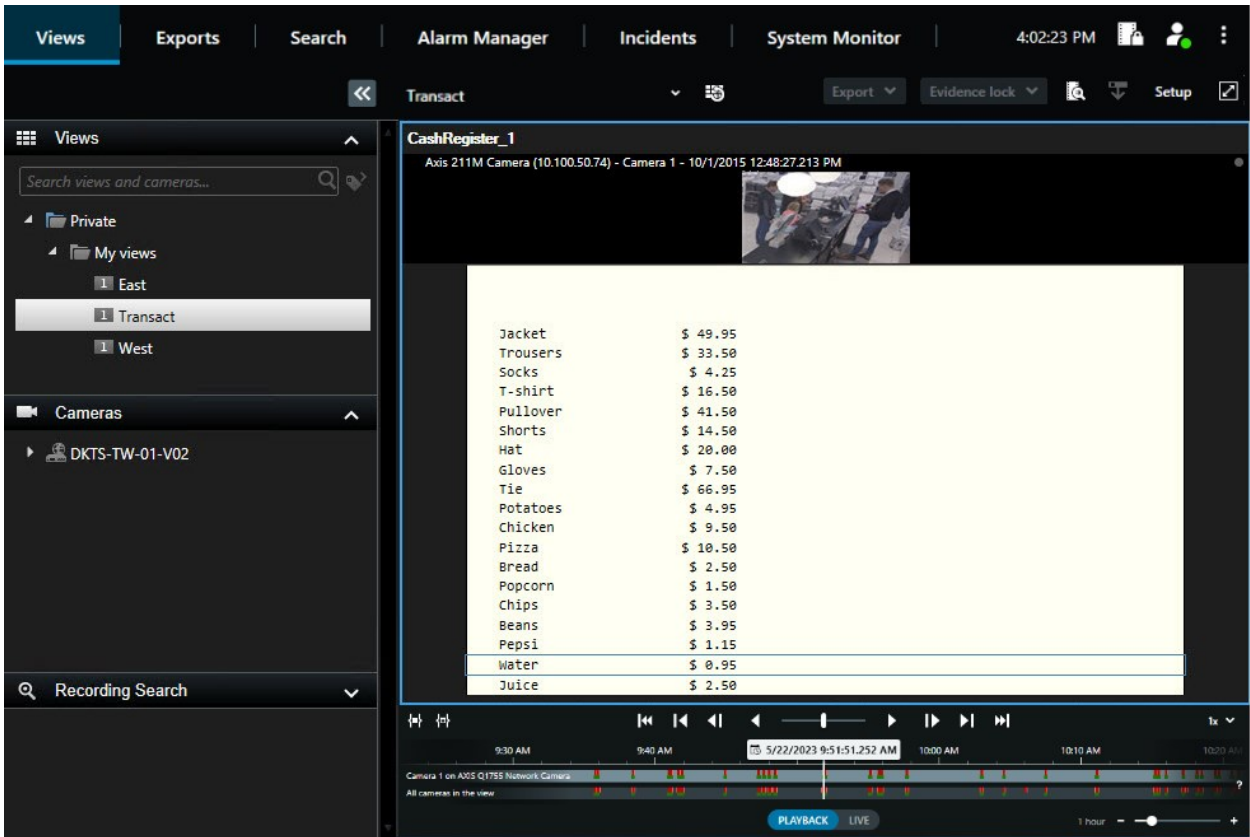 Views Exports Search Alarm Manager Incidents System Monitor 4:02:23 PM
Transact Export Evidence lock Setup
Views
Search views and cameras...
Private
My views
1 East
1 Transact
1 West
Cameras
DKTS-TW-01-V02
Recording Search
CashRegister_1
Axis 211M Camera (10.100.50.74) - Camera 1 - 10/1/2015 12:48:27.213 PM
Jacket $ 49.95
Trousers $ 33.50
Socks $ 4.25
T-shirt $ 16.50
Pullover $ 41.50
Shorts $ 14.50
Hat $ 20.00
Gloves $ 7.50
Tie $ 66.95
Potatoes $ 4.95
Chicken $ 9.50
Pizza $ 10.50
Bread $ 2.50
Popcorn $ 1.50
Chips $ 3.50
Beans $ 3.95
Pepsi $ 1.15
Water $ 0.95
Juice $ 2.50
1x
9:30 AM 9:40 AM 5/22/2023 9:51:51.252 AM 10:00 AM 10:10 AM 10:20 AM
Camera 1 on AXIS Q1755 Network Camera
All cameras in the view ?
PLAYBACK LIVE 1 hour - +